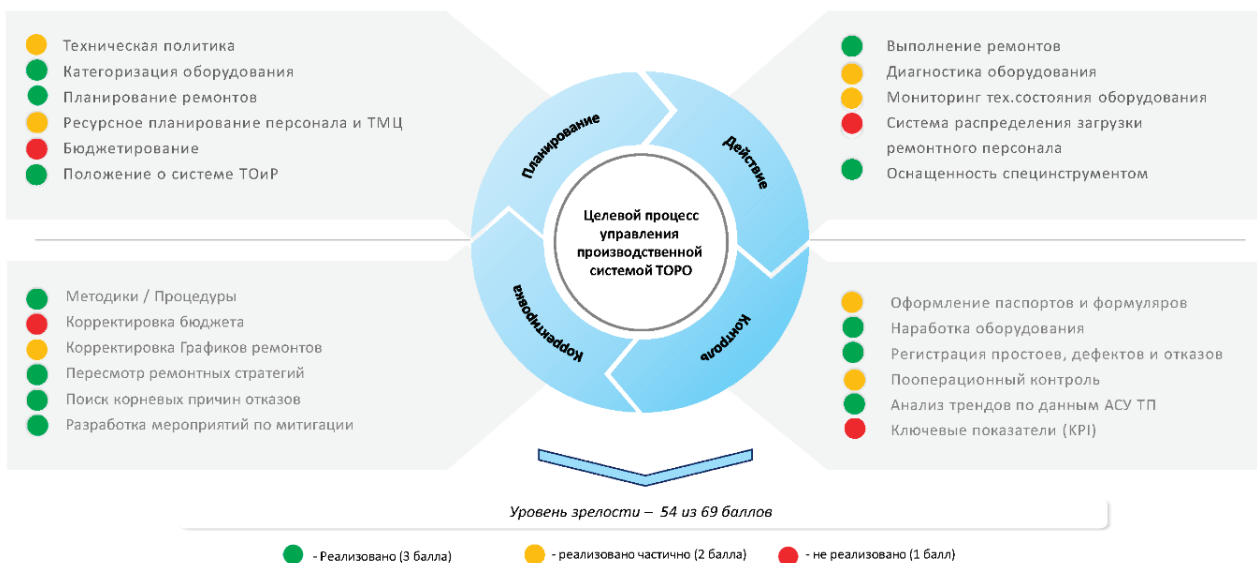 Техническая политика
Категоризация оборудования
Планирование ремонтов
Ресурсное планирование персонала и ТМЦ
Бюджетирование
Положение о системе ТОиР
Выполнение ремонтов
Диагностика оборудования
Мониторинг тех.состояния оборудования
Система распределения загрузки
ремонтного персонала
Оснащенность специнструментом
Планирование
Действие
Целевой процесс
управления
производственной
системой ТОРО
Корректировка
Контроль
Методики / Процедуры
Корректировка бюджета
Корректировка Графиков ремонтов
Пересмотр ремонтных стратегий
Поиск корневых причин отказов
Разработка мероприятий по митигации
Оформление паспортов и формуляров
Наработка оборудования
Регистрация простоев, дефектов и отказов
Пооперационный контроль
Анализ трендов по данным АСУ ТП
Ключевые показатели (KPI)
Уровень зрелости – 54 из 69 баллов
- Реализовано (3 балла)
- реализовано частично (2 балла)
- не реализовано (1 балл)